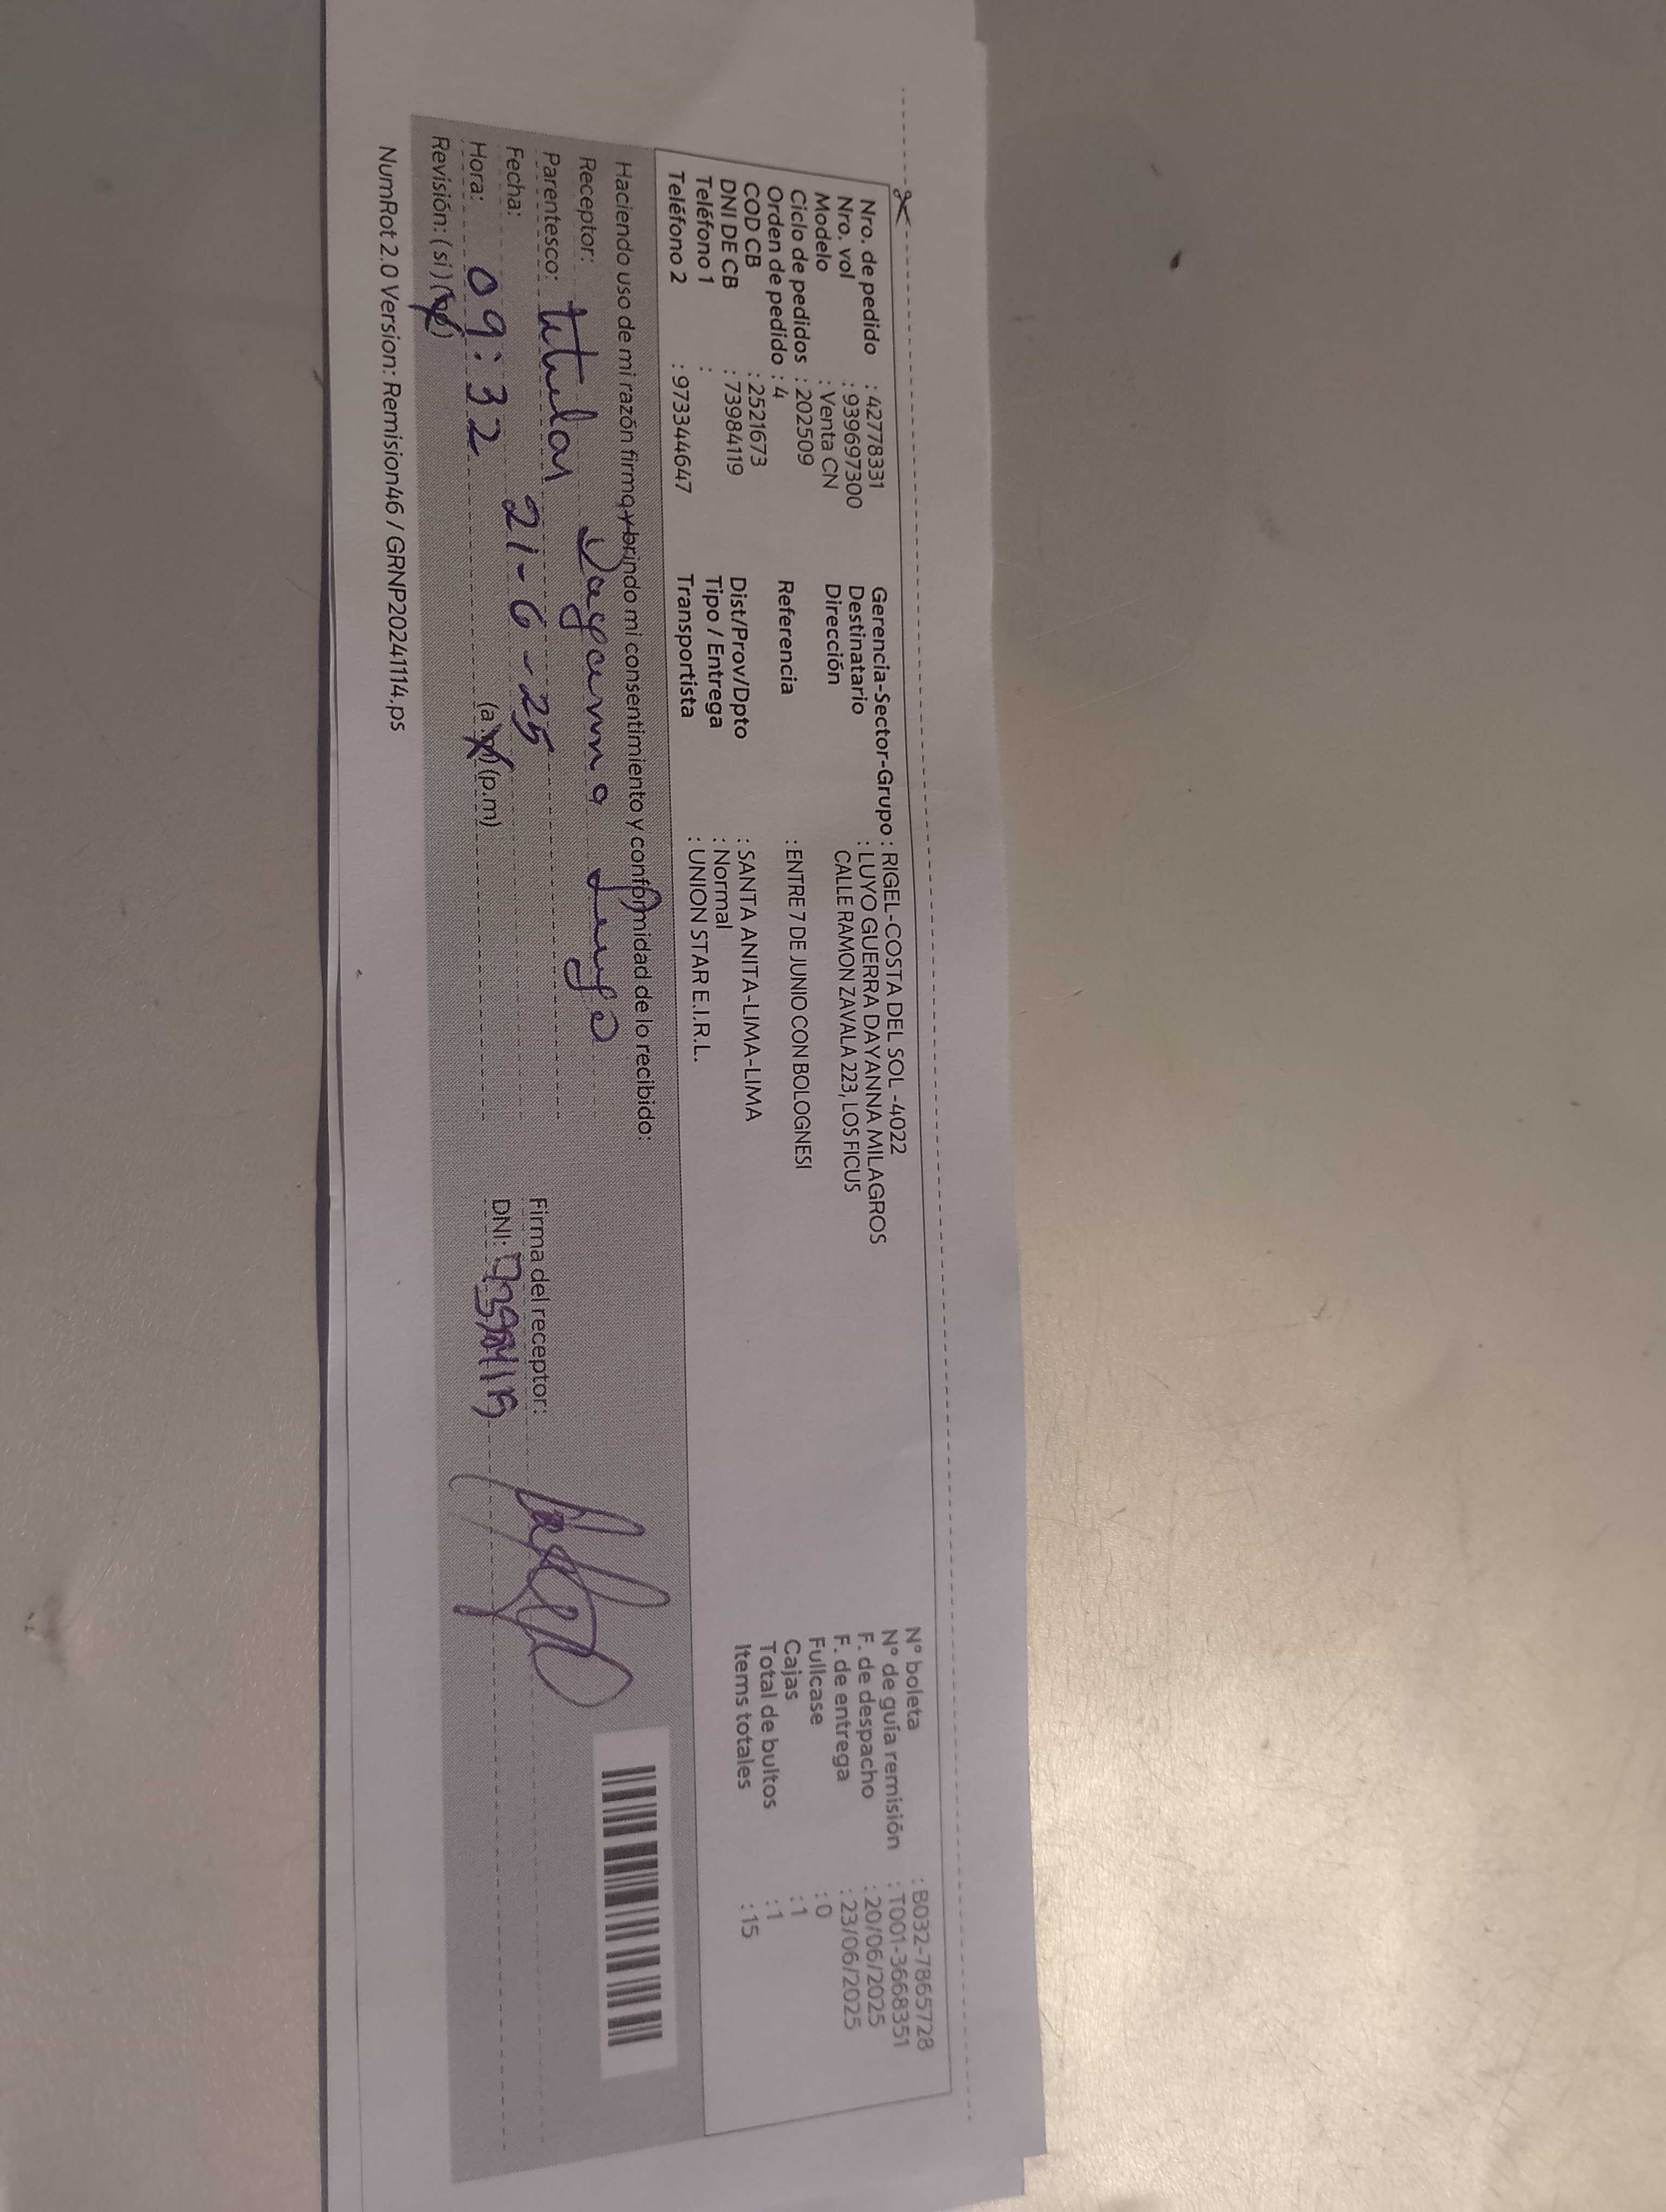 Nro. de pedido : 42778331
Nro. vol : 939697300
Modelo : Venta CN
Ciclo de pedidos : 202509
Orden de pedido : 4
COD CB : 2521673
DNI DE CB : 73984119
Teléfono 1 :
Teléfono 2 : 973344647
Gerencia-Sector-Grupo : RIGEL-COSTA DEL SOL -4022
Destinatario : LUYO GUERRA DAYANNA MILAGROS
Dirección CALLE RAMON ZAVALA 223, LOS FICUS
Referencia : ENTRE 7 DE JUNIO CON BOLOGNESI
Dist/Prov/Dpto : SANTA ANITA-LIMA-LIMA
Tipo / Entrega : Normal
Transportista : UNION STAR E.I.R.L.
N° boleta : B032-7865728
N° de guía remisión : T001-3668351
F. de despacho : 20/06/2025
F. de entrega : 23/06/2025
Fullcase : 0
Cajas : 1
Total de bultos : 1
Items totales : 15
Haciendo uso de mi razón firmo y brindo mi consentimiento y conformidad de lo recibido:
Receptor: Dayanna Luyo
Parentesco: titular
Fecha: 21-6-25
Hora: 09:32 (a.m) (p.m)
Revisión: (si) (no)
Firma del receptor:
DNI: 73984119
NumRot 2.0 Version: Remision46 / GRNP20241114.ps